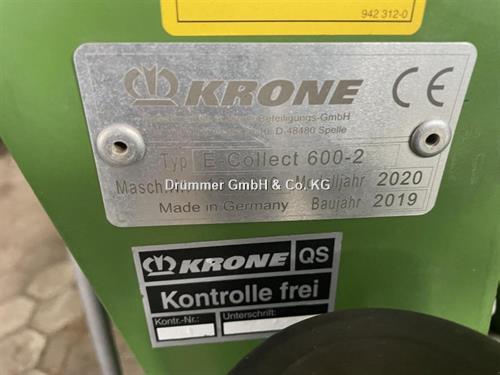 942 312-0
KRONE
CE
Beteiligungs-GmbH
D-48480 Spelle
Typ E-Collect 600-2
Drummer GmbH & Co. KG
Modelljahr 2020
Made in Germany Baujahr 2019
KRONE QS
Kontrolle frei
Kontr.-Nr.: Unterschrift: